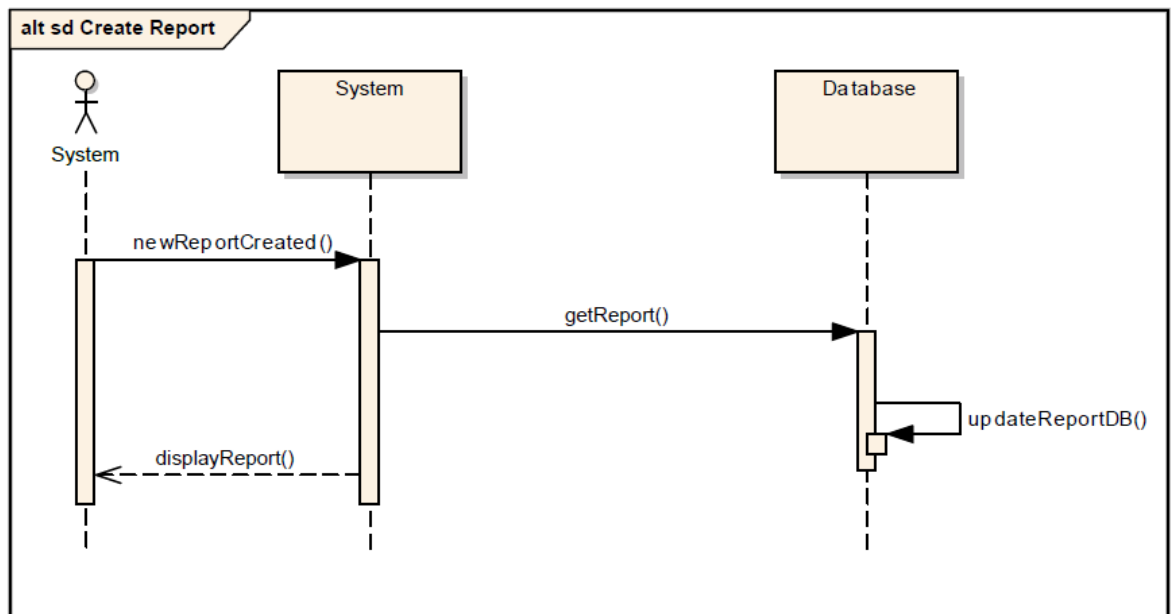 alt sd Create Report
System
System
Database
newReportCreated()
getReport()
updateReportDB()
displayReport()